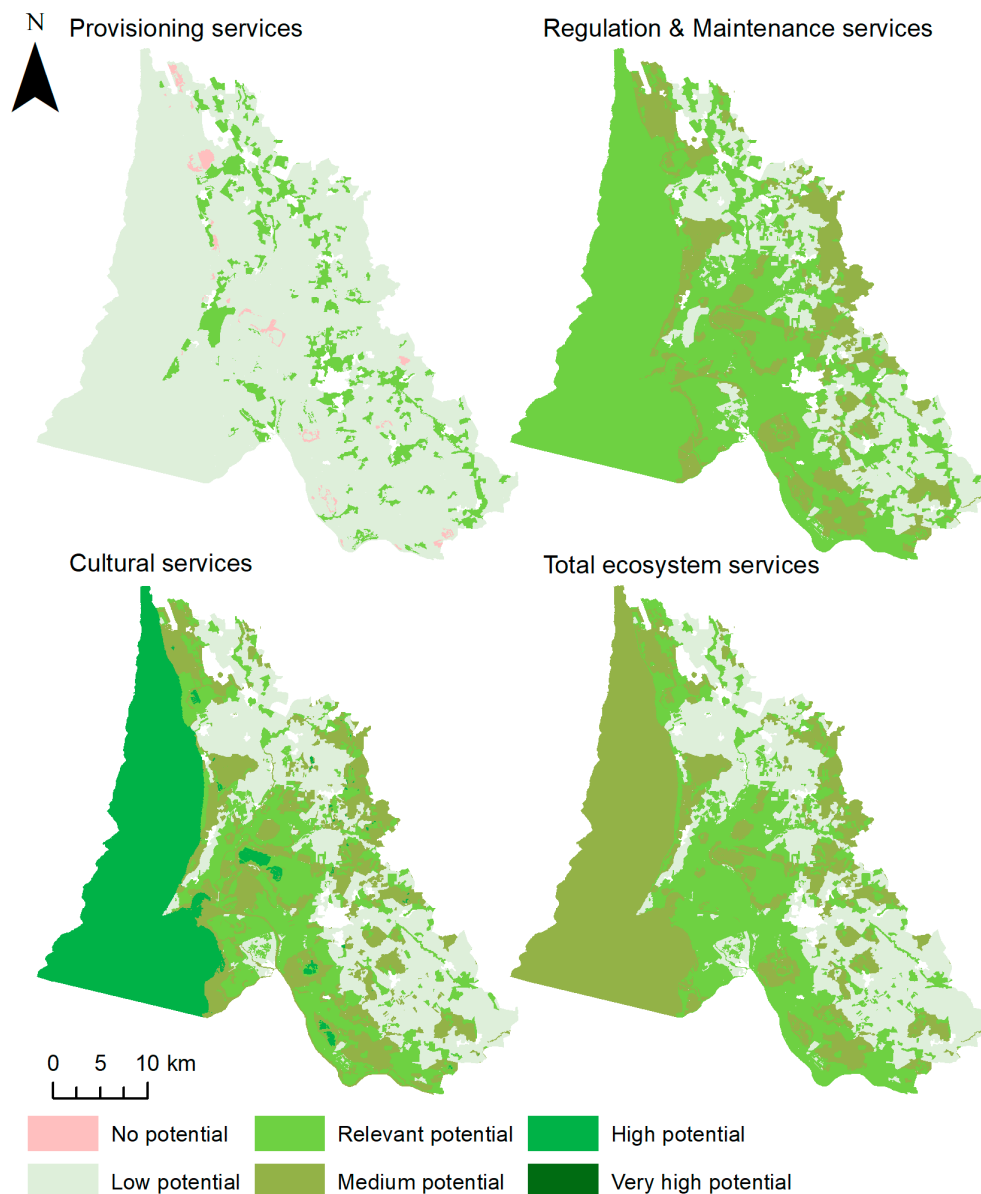 N
Provisioning services
Regulation & Maintenance services
Cultural services
Total ecosystem services
0 5 10 km
No potential
Relevant potential
High potential
Low potential
Medium potential
Very high potential